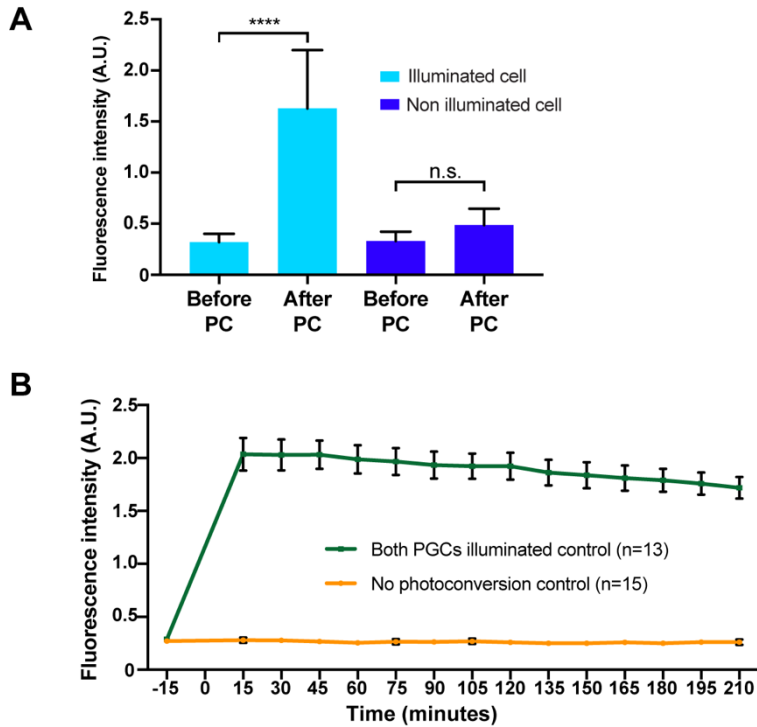 A
Fluorescence intensity (A.U.)
2.5
2.0
1.5
1.0
0.5
0
****
n.s.
Illuminated cell
Non illuminated cell
Before PC
After PC
Before PC
After PC
B
Fluorescence intensity (A.U.)
2.5
2.0
1.5
1.0
0.5
0
Both PGCs illuminated control (n=13)
No photoconversion control (n=15)
-15 0 15 30 45 60 75 90 105 120 135 150 165 180 195 210
Time (minutes)